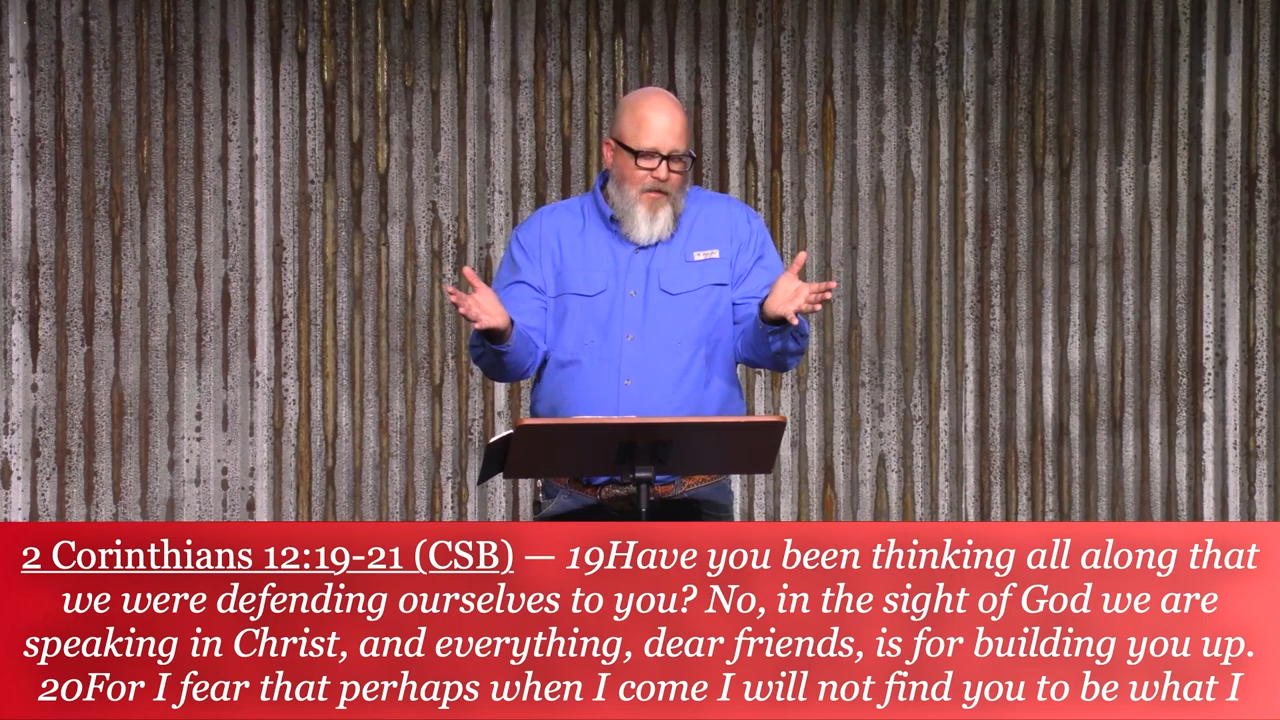 2 Corinthians 12:19-21 (CSB) — 19Have you been thinking all along that
we were defending ourselves to you? No, in the sight of God we are
speaking in Christ, and everything, dear friends, is for building you up.
20For I fear that perhaps when I come I will not find you to be what I